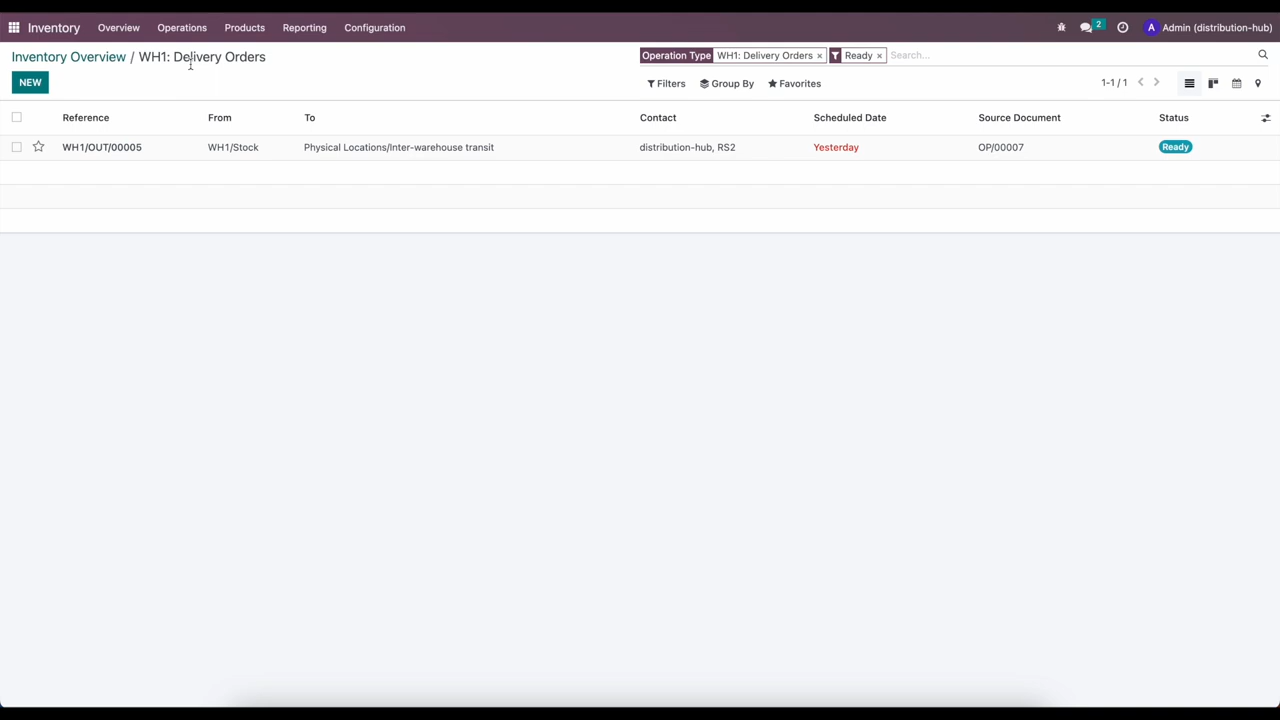 Inventory Overview Operations Products Reporting Configuration 2 A Admin (distribution-hub)
Inventory Overview / WH1: Delivery Orders Operation Type WH1: Delivery Orders × Ready × Search...
NEW Filters Group By Favorites 1-1 / 1
Reference From To Contact Scheduled Date Source Document Status
WH1/OUT/00005 WH1/Stock Physical Locations/Inter-warehouse transit distribution-hub, RS2 Yesterday OP/00007 Ready